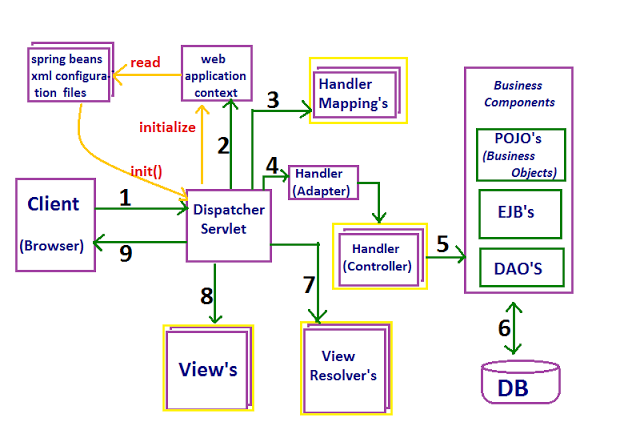 spring beans
xml configura-
tion files
read
web
application
context
initialize
init()
2
3
Handler
Mapping's
4
Handler
(Adapter)
Business
Components
POJO's
(Business
Objects)
EJB's
DAO'S
Client
(Browser)
1
9
Dispatcher
Servlet
Handler
(Controller)
5
6
DB
7
View
Resolver's
8
View's